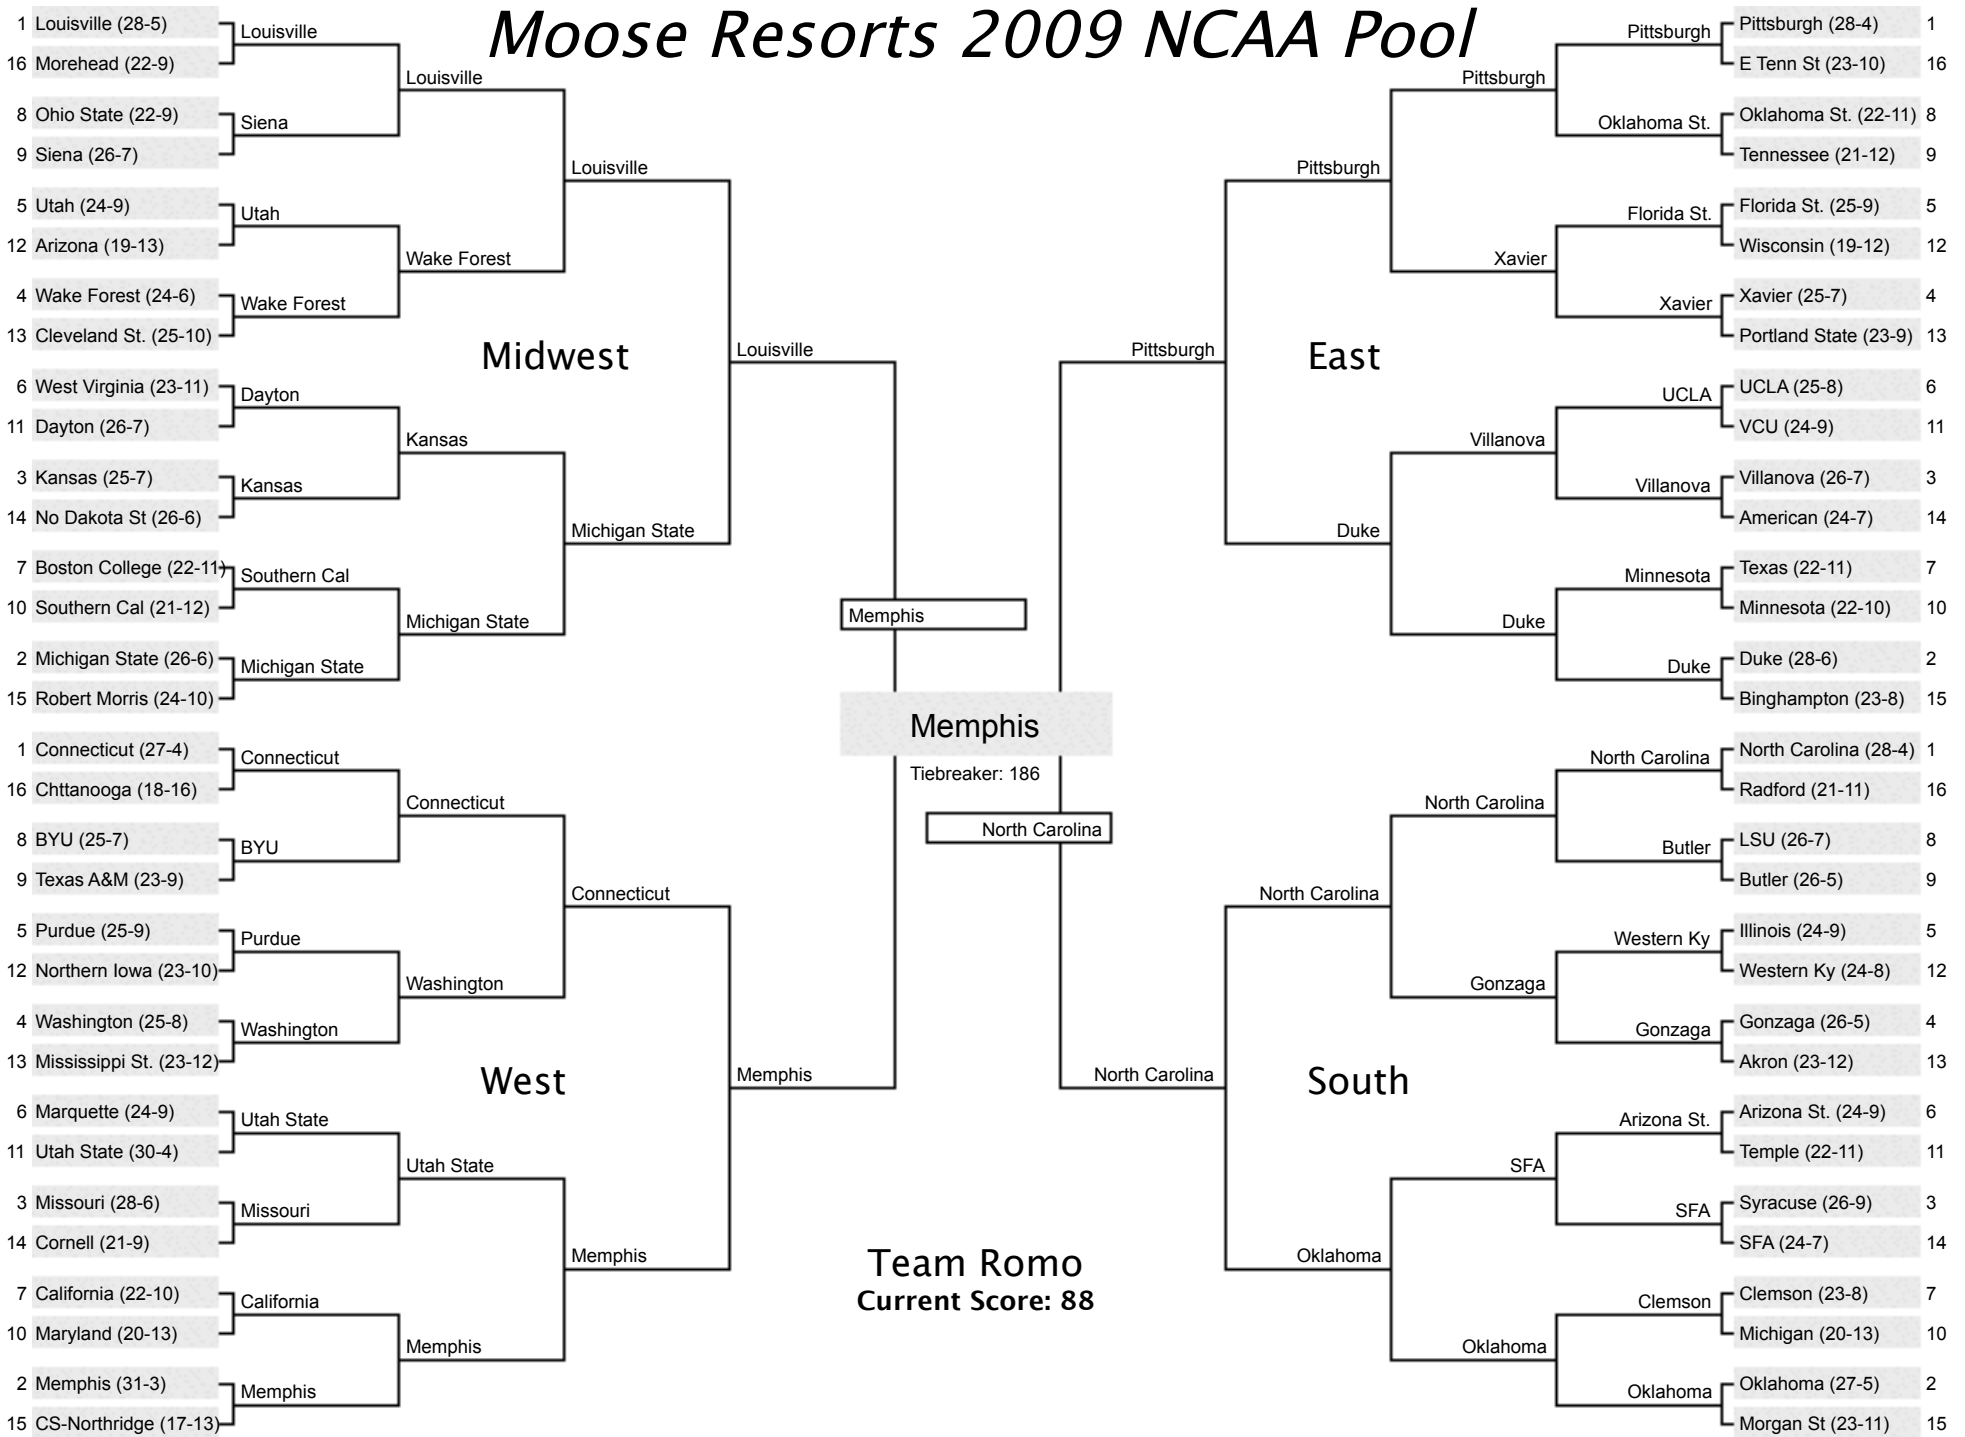 Moose Resorts 2009 NCAA Pool
1 Louisville (28-5)
16 Morehead (22-9)
8 Ohio State (22-9)
9 Siena (26-7)
5 Utah (24-9)
12 Arizona (19-13)
4 Wake Forest (24-6)
13 Cleveland St. (25-10)
6 West Virginia (23-11)
11 Dayton (26-7)
3 Kansas (25-7)
14 No Dakota St (26-6)
7 Boston College (22-11)
10 Southern Cal (21-12)
2 Michigan State (26-6)
15 Robert Morris (24-10)
Louisville
Siena
Utah
Wake Forest
Dayton
Kansas
Southern Cal
Michigan State
Louisville
Wake Forest
Kansas
Michigan State
Louisville
Michigan State
Louisville
Midwest
1 Connecticut (27-4)
16 Chttanooga (18-16)
8 BYU (25-7)
9 Texas A&M (23-9)
5 Purdue (25-9)
12 Northern Iowa (23-10)
4 Washington (25-8)
13 Mississippi St. (23-12)
6 Marquette (24-9)
11 Utah State (30-4)
3 Missouri (28-6)
14 Cornell (21-9)
7 California (22-10)
10 Maryland (20-13)
2 Memphis (31-3)
15 CS-Northridge (17-13)
Connecticut
BYU
Purdue
Washington
Utah State
Missouri
California
Memphis
Connecticut
Washington
Utah State
Memphis
Connecticut
Memphis
Memphis
West
Memphis
Memphis
Tiebreaker: 186
North Carolina
Team Romo
Current Score: 88
Pittsburgh (28-4) 1
E Tenn St (23-10) 16
Oklahoma St. (22-11) 8
Tennessee (21-12) 9
Florida St. (25-9) 5
Wisconsin (19-12) 12
Xavier (25-7) 4
Portland State (23-9) 13
UCLA (25-8) 6
VCU (24-9) 11
Villanova (26-7) 3
American (24-7) 14
Texas (22-11) 7
Minnesota (22-10) 10
Duke (28-6) 2
Binghampton (23-8) 15
Pittsburgh
Oklahoma St.
Florida St.
Xavier
UCLA
Villanova
Minnesota
Duke
Pittsburgh
Xavier
Villanova
Duke
Pittsburgh
Duke
Pittsburgh
East
North Carolina (28-4) 1
Radford (21-11) 16
LSU (26-7) 8
Butler (26-5) 9
Illinois (24-9) 5
Western Ky (24-8) 12
Gonzaga (26-5) 4
Akron (23-12) 13
Arizona St. (24-9) 6
Temple (22-11) 11
Syracuse (26-9) 3
SFA (24-7) 14
Clemson (23-8) 7
Michigan (20-13) 10
Oklahoma (27-5) 2
Morgan St (23-11) 15
North Carolina
Butler
Western Ky
Gonzaga
Arizona St.
SFA
Clemson
Oklahoma
North Carolina
Gonzaga
SFA
Oklahoma
North Carolina
Oklahoma
North Carolina
South